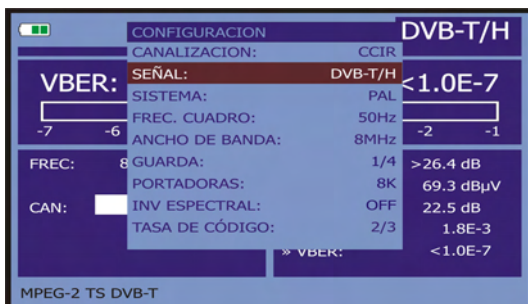 CONFIGURACION
DVB-T/H
CANALIZACION: CCIR
SEÑAL: DVB-T/H
VBER: <1.0E-7
SISTEMA: PAL
FREC. CUADRO: 50Hz
-7 -6 -2 -1
ANCHO DE BANDA: 8MHz
FREC: 8
GUARDA: 1/4
>26.4 dB
PORTADORAS: 8K
69.3 dBµV
CAN:
INV ESPECTRAL: OFF
22.5 dB
TASA DE CÓDIGO: 2/3
1.8E-3
» VBER: <1.0E-7
MPEG-2 TS DVB-T